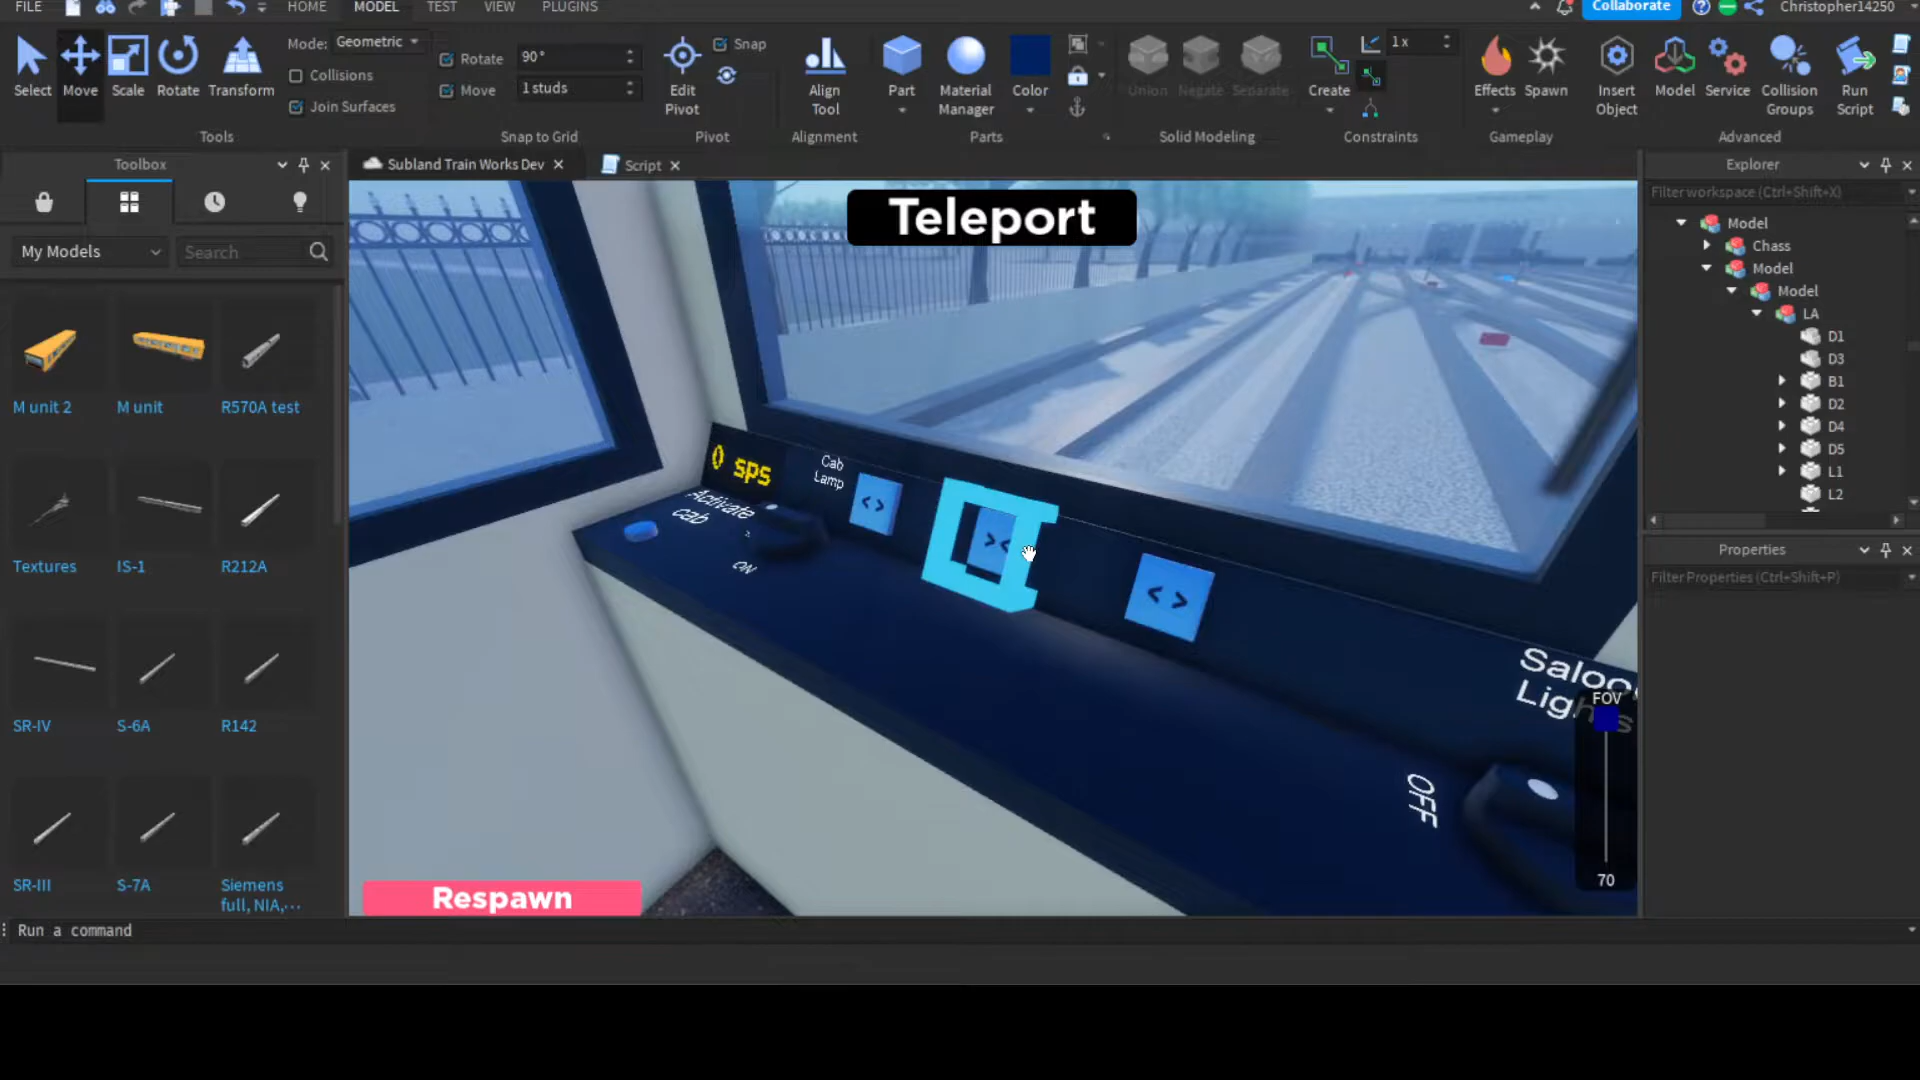 FILE
HOME
MODEL
TEST
VIEW
PLUGINS
Collaborate
Christopher14250
Select
Move
Scale
Rotate
Transform
Mode:
Geometric
Collisions
Join Surfaces
Tools
Rotate
90°
Move
1 studs
Snap to Grid
Edit
Pivot
Snap
Pivot
Align
Tool
Alignment
Part
Material
Manager
Color
Parts
Union
Negate
Separate
Solid Modeling
Create
1 x
Constraints
Effects
Spawn
Gameplay
Insert
Object
Model
Service
Collision
Groups
Run
Script
Advanced
Toolbox
My Models
Search
M unit 2
M unit
R570A test
Textures
IS-1
R212A
SR-IV
S-6A
R142
SR-III
S-7A
Siemens
full, NIA,...
Subland Train Works Dev
Script
Teleport
0 sps
Cab
Lamp
Activate
cab
ON
< >
> <
< >
Saloo
Lights
OFF
FOV
70
Respawn
Explorer
Filter workspace (Ctrl+Shift+X)
Model
Chass
Model
Model
LA
D1
D3
B1
D2
D4
D5
L1
L2
Properties
Filter Properties (Ctrl+Shift+P)
Run a command